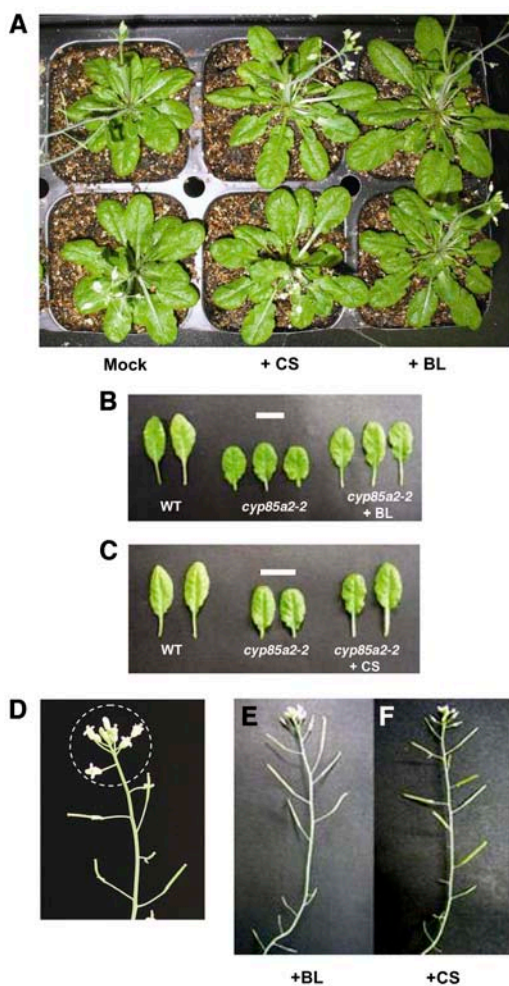 A
Mock + CS + BL
B
WT cyp85a2-2 cyp85a2-2
+ BL
C
WT cyp85a2-2 cyp85a2-2
+ CS
D E F
+BL +CS